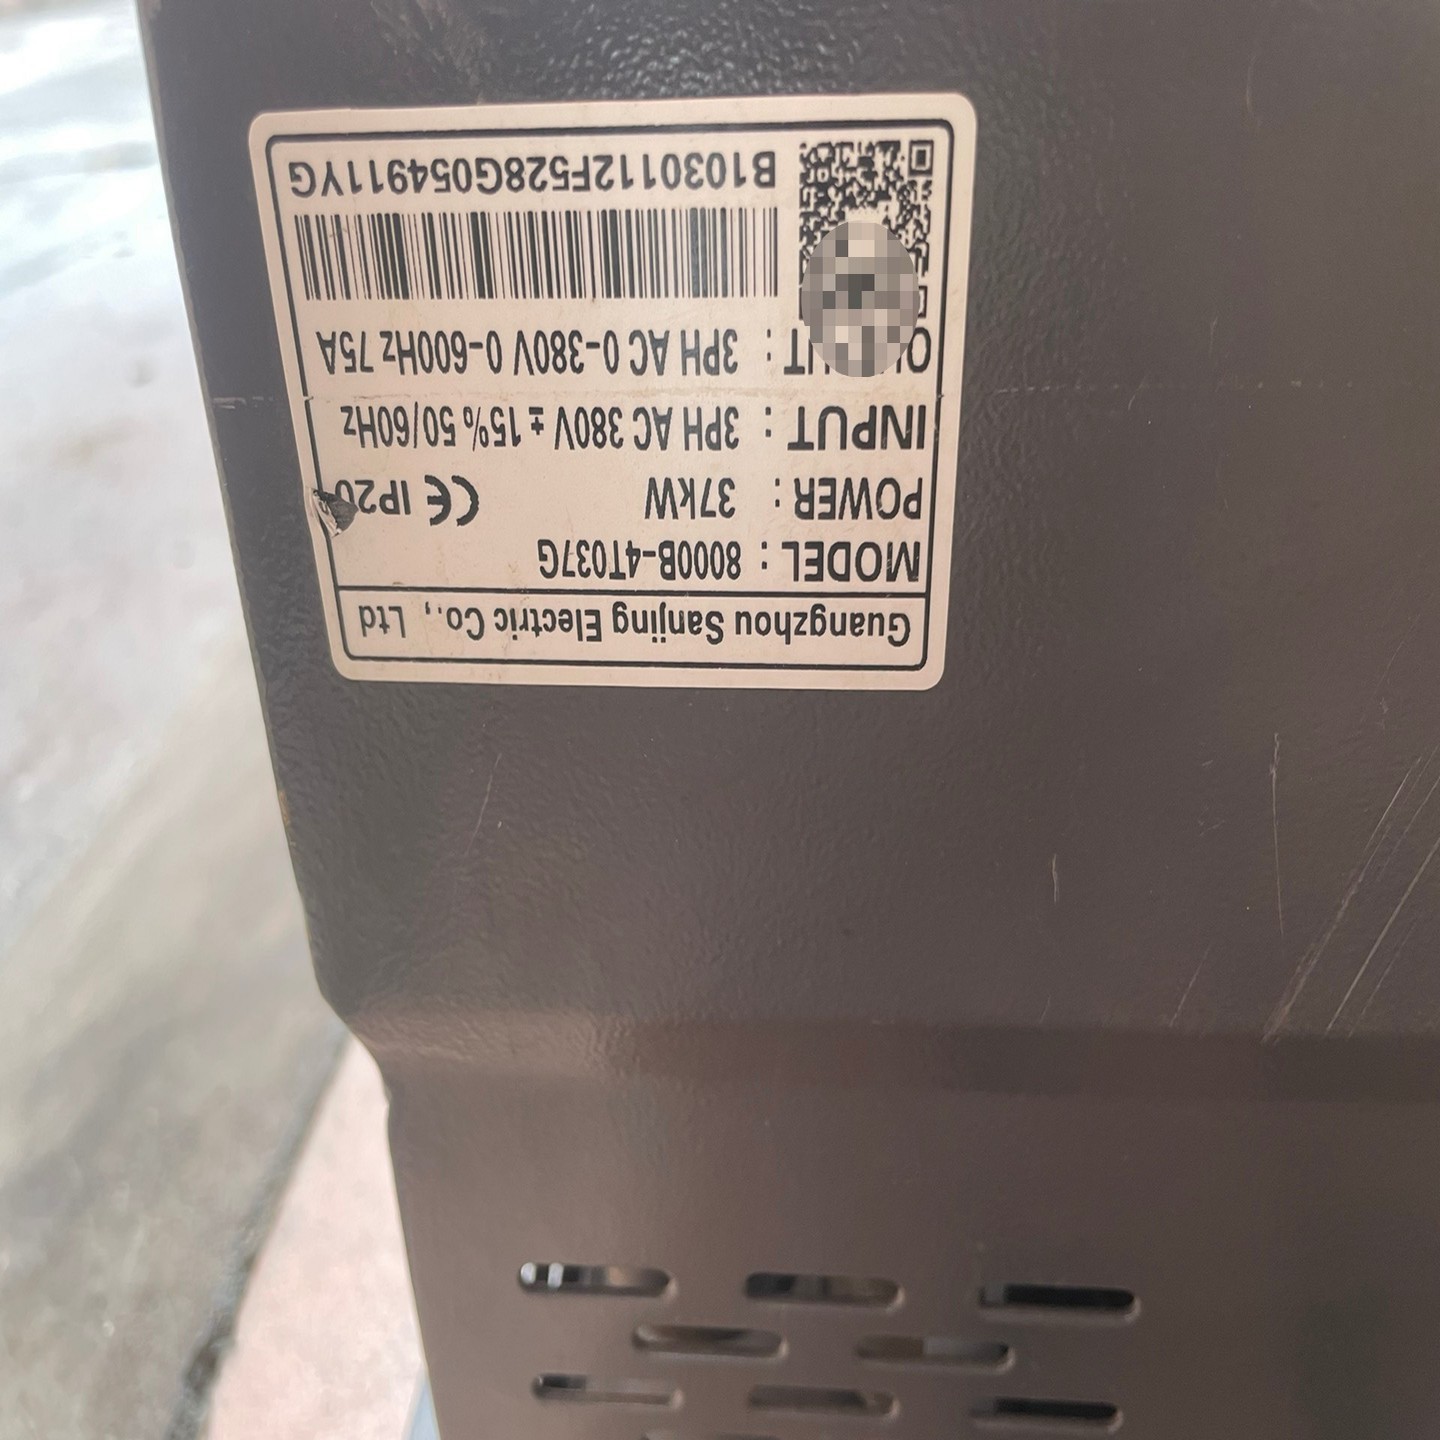 Guangzhou Sanjing Electric Co., Ltd
MODEL: 8000B-4T037G
POWER: 37kW CE IP20
INPUT: 3PH AC 380V ± 15% 50/60Hz
3PH AC 0-380V 0-600Hz 75A
B1030112F528G054911YG